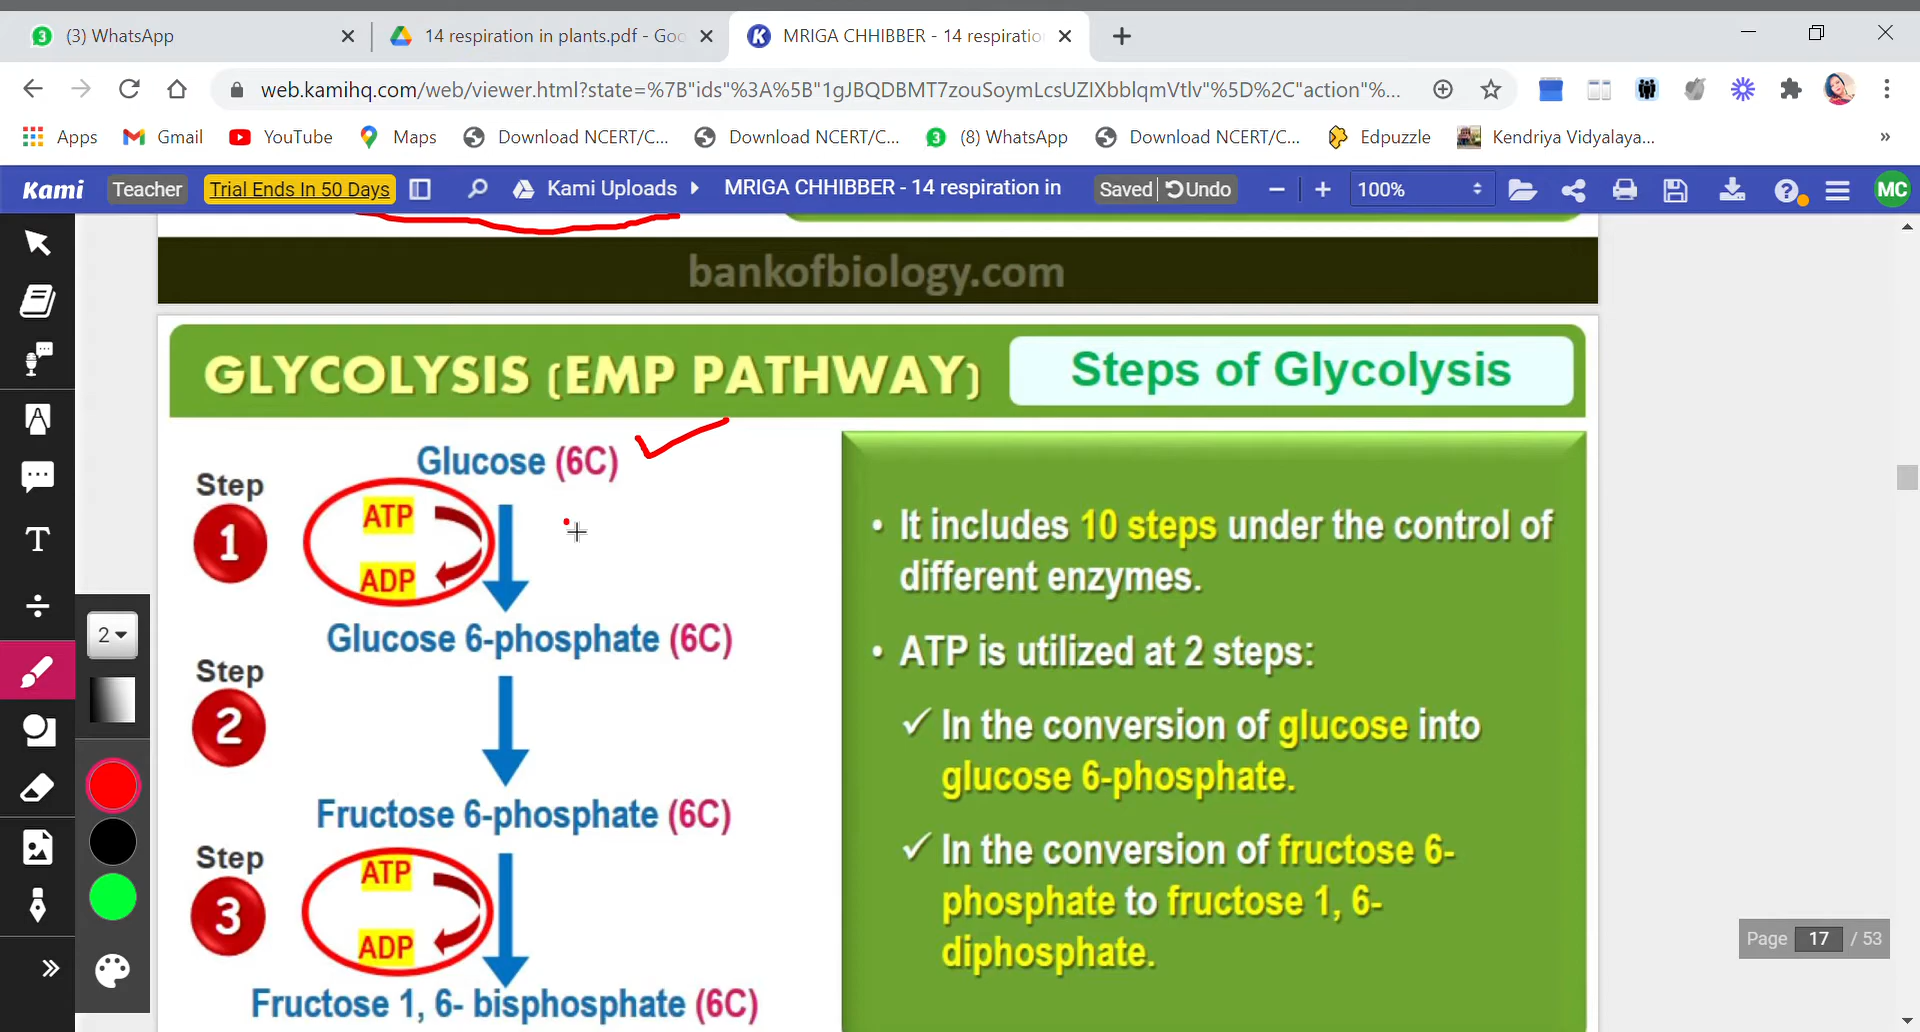 3 (3) WhatsApp
14 respiration in plants.pdf - Goo
K MRIGA CHHIBBER - 14 respiratio
web.kamihq.com/web/viewer.html?state=%7B"ids"%3A%5B"1gJBQDBMT7zouSoymLcsUZIXbblqmVtlv"%5D%2C"action"%...
Apps Gmail YouTube Maps Download NCERT/C... Download NCERT/C... 3 (8) WhatsApp Download NCERT/C... Edpuzzle Kendriya Vidyalaya... »
Kami Teacher Trial Ends In 50 Days Kami Uploads MRIGA CHHIBBER - 14 respiration in Saved Undo 100% MC
bankofbiology.com
GLYCOLYSIS (EMP PATHWAY) Steps of Glycolysis
Glucose (6C)
Step
1
ATP
ADP
Glucose 6-phosphate (6C)
Step
2
Fructose 6-phosphate (6C)
Step
3
ATP
ADP
Fructose 1, 6- bisphosphate (6C)
• It includes 10 steps under the control of
different enzymes.
• ATP is utilized at 2 steps:
✓ In the conversion of glucose into
glucose 6-phosphate.
✓ In the conversion of fructose 6-
phosphate to fructose 1, 6-
diphosphate.
2
Page 17 / 53